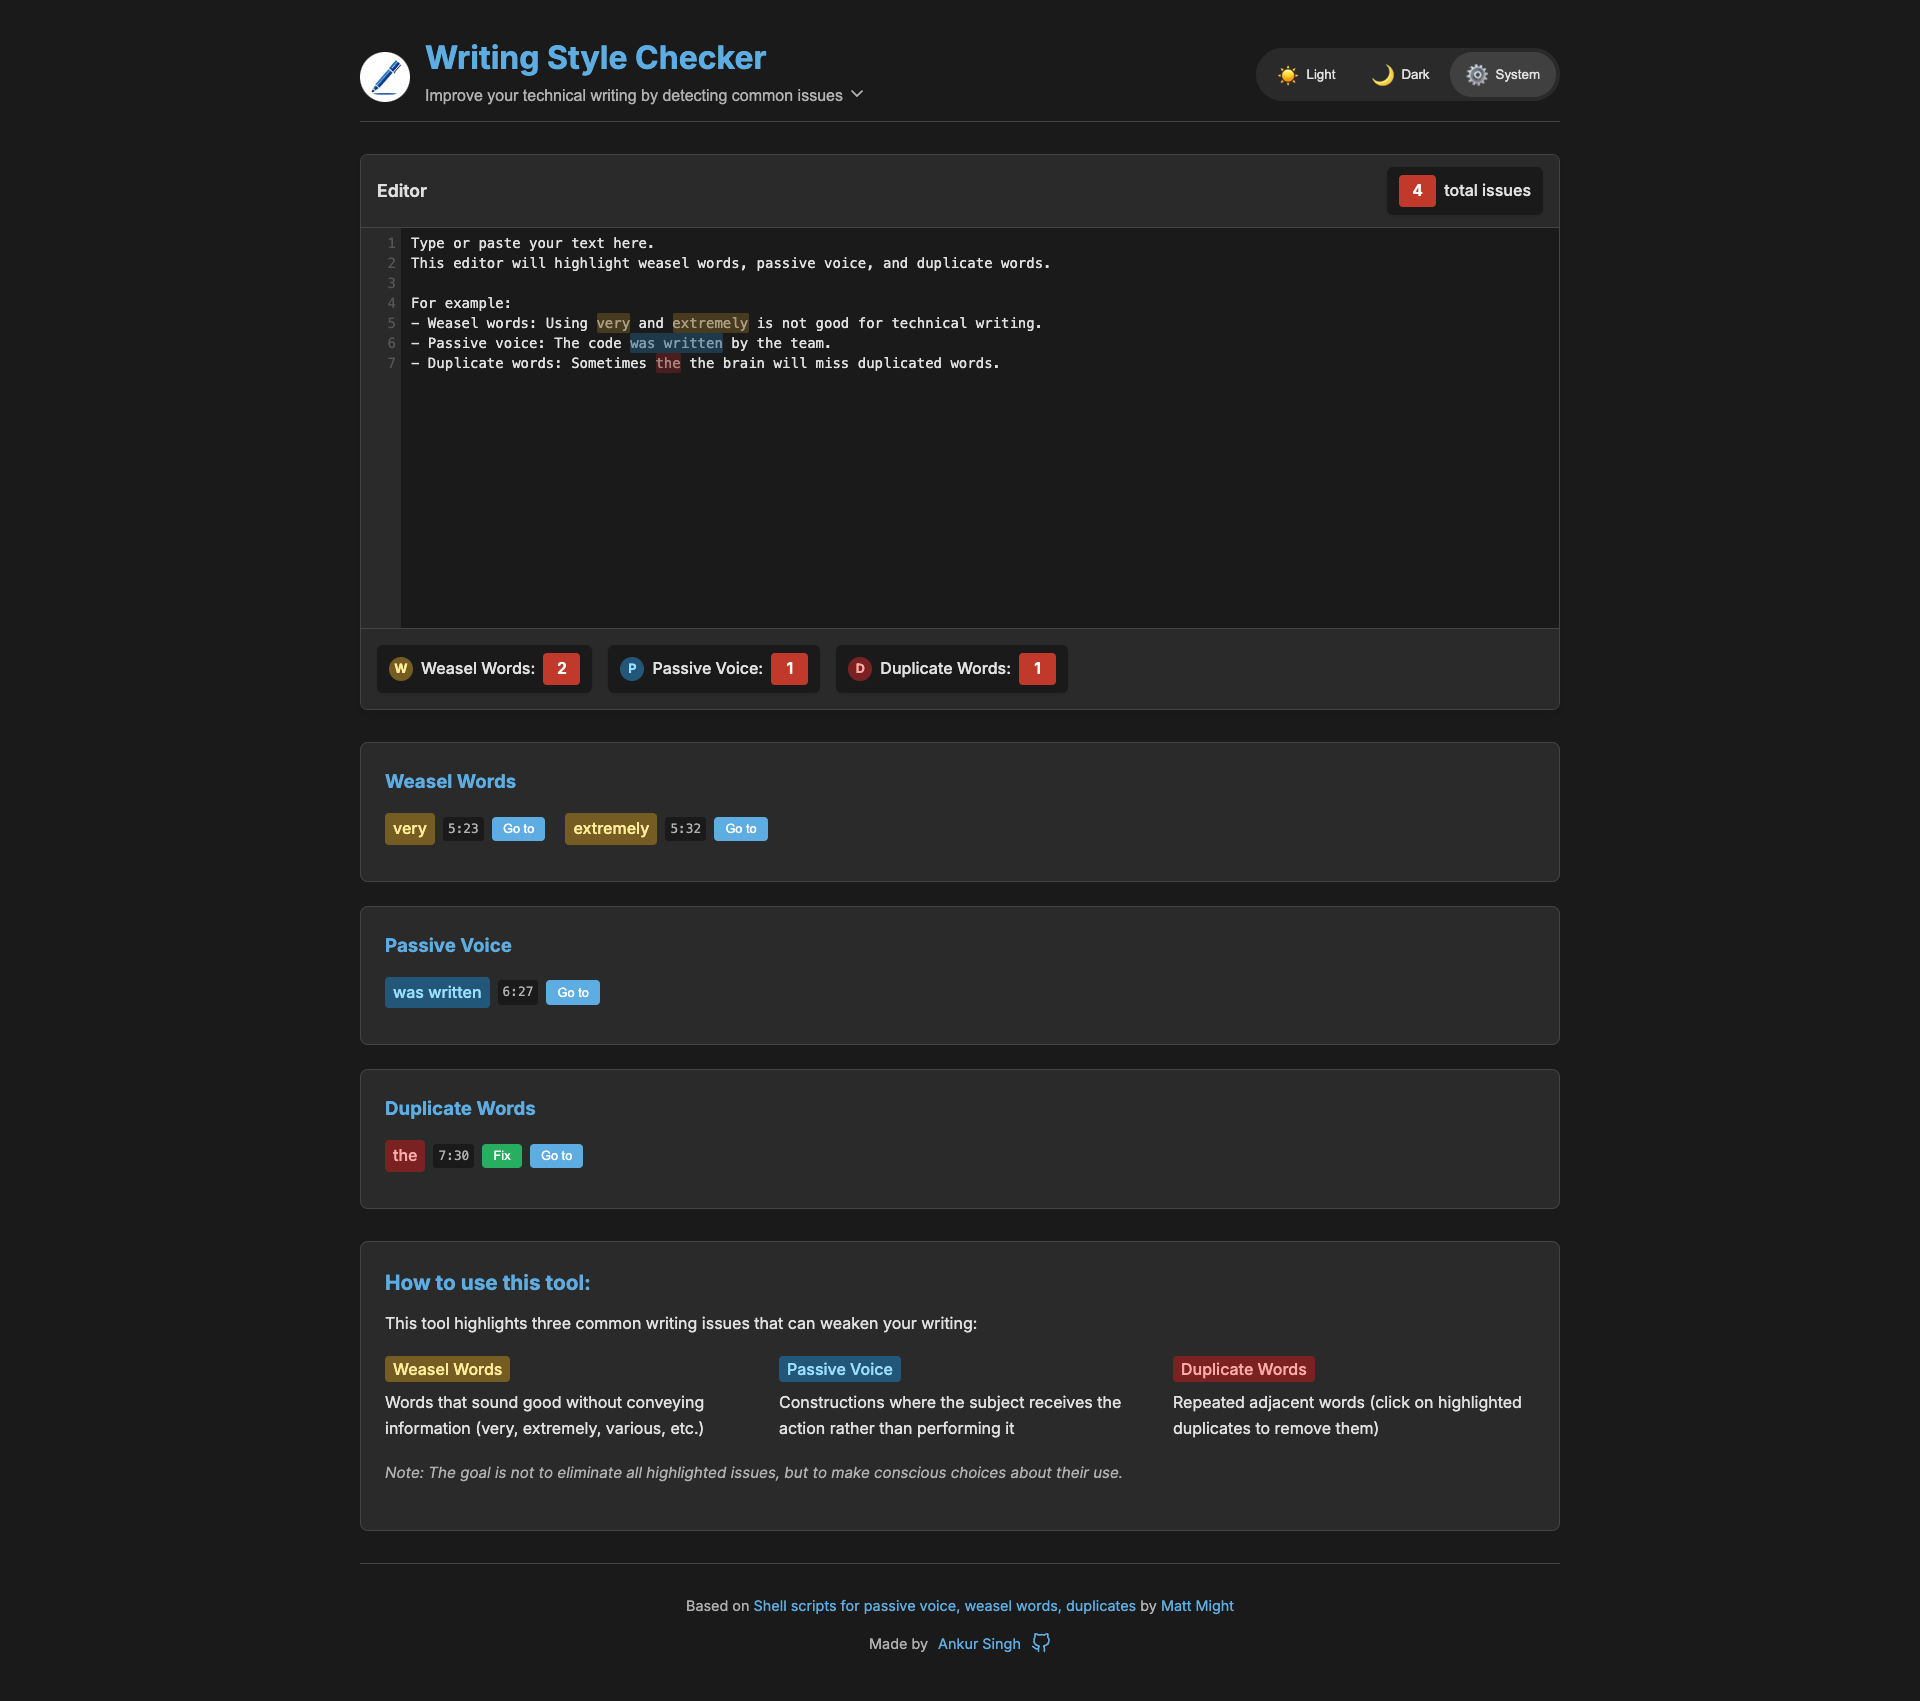 Writing Style Checker
Improve your technical writing by detecting common issues
Light
Dark
System
Editor
4 total issues
1 Type or paste your text here.
2 This editor will highlight weasel words, passive voice, and duplicate words.
3
4 For example:
5 - Weasel words: Using very and extremely is not good for technical writing.
6 - Passive voice: The code was written by the team.
7 - Duplicate words: Sometimes the the brain will miss duplicated words.
W Weasel Words: 2
P Passive Voice: 1
D Duplicate Words: 1
Weasel Words
very 5:23 Go to extremely 5:32 Go to
Passive Voice
was written 6:27 Go to
Duplicate Words
the 7:30 Fix Go to
How to use this tool:
This tool highlights three common writing issues that can weaken your writing:
Weasel Words
Words that sound good without conveying
information (very, extremely, various, etc.)
Passive Voice
Constructions where the subject receives the
action rather than performing it
Duplicate Words
Repeated adjacent words (click on highlighted
duplicates to remove them)
Note: The goal is not to eliminate all highlighted issues, but to make conscious choices about their use.
Based on Shell scripts for passive voice, weasel words, duplicates by Matt Might
Made by Ankur Singh